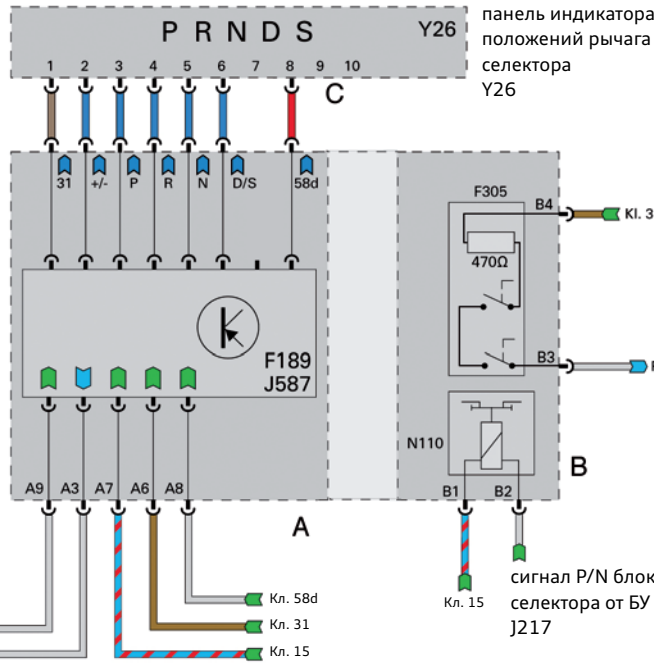 P R N D S Y26
1 2 3 4 5 6 7 8 9 10
панель индикатора
положений рычага
селектора
Y26
C
31 +/- P R N D/S 58d
F305
B4
Kl. 3
470Ω
F189
J587
B3
N110
B
A9 A3 A7 A6 A8
B1 B2
A
Кл. 58d
Кл. 31
Кл. 15
Кл. 15
сигнал P/N блок
селектора от БУ
J217